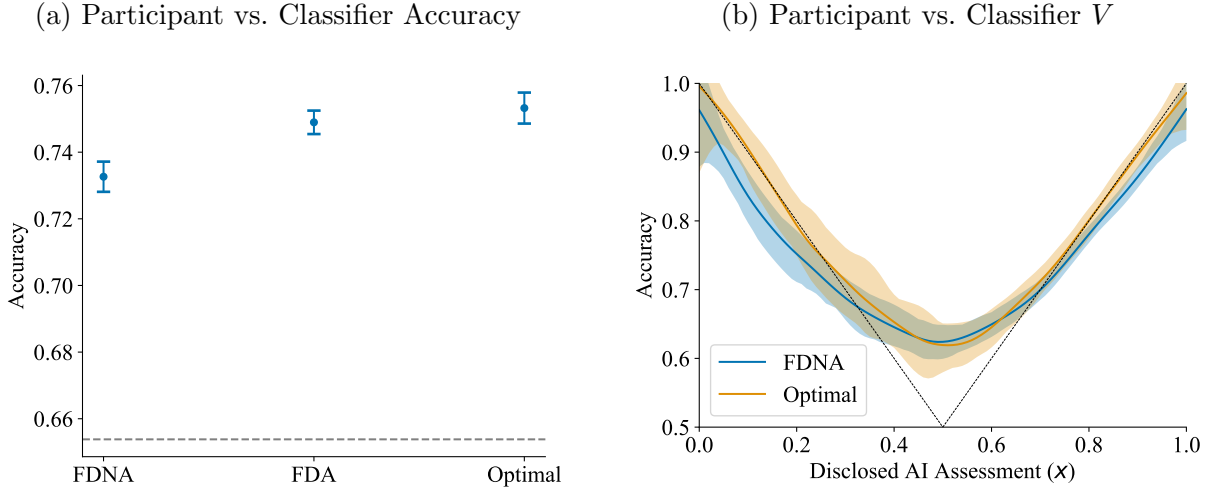 (a) Participant vs. Classifier Accuracy
0.76
0.74
0.72
0.70
0.68
0.66
Accuracy
FDNA
FDA
Optimal
(b) Participant vs. Classifier V
1.0
0.9
0.8
0.7
0.6
0.5
Accuracy
FDNA
Optimal
0.0
0.2
0.4
0.6
0.8
1.0
Disclosed AI Assessment (x)